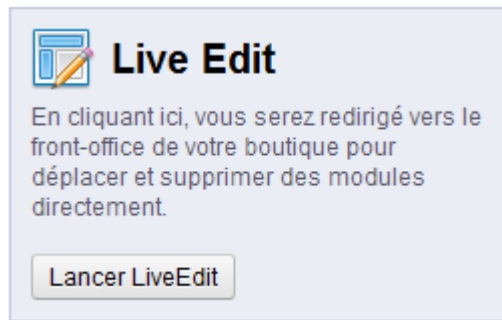 Live Edit
En cliquant ici, vous serez redirigé vers le
front-office de votre boutique pour
déplacer et supprimer des modules
directement.
Lancer LiveEdit